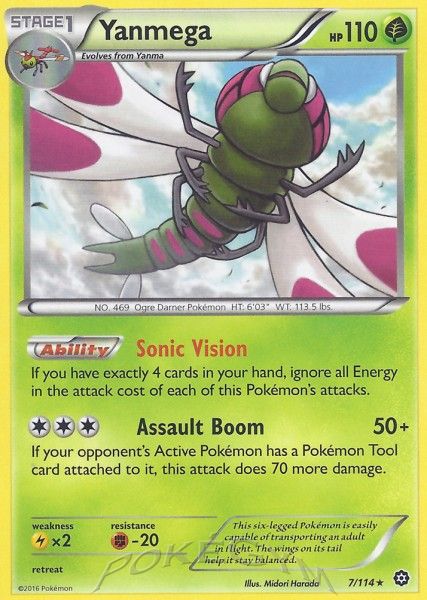 STAGE1 Yanmega HP110
Evolves from Yanma
NO. 469 Ogre Darner Pokémon HT: 6'03" WT: 113.5 lbs.
Ability Sonic Vision
If you have exactly 4 cards in your hand, ignore all Energy
in the attack cost of each of this Pokémon's attacks.
Assault Boom 50+
If your opponent's Active Pokémon has a Pokémon Tool
card attached to it, this attack does 70 more damage.
weakness resistance
×2 -20
retreat
This six-legged Pokémon is easily
capable of transporting an adult
in flight. The wings on its tail
help it stay balanced.
©2016 Pokémon Illus. Midori Harada 7/114★